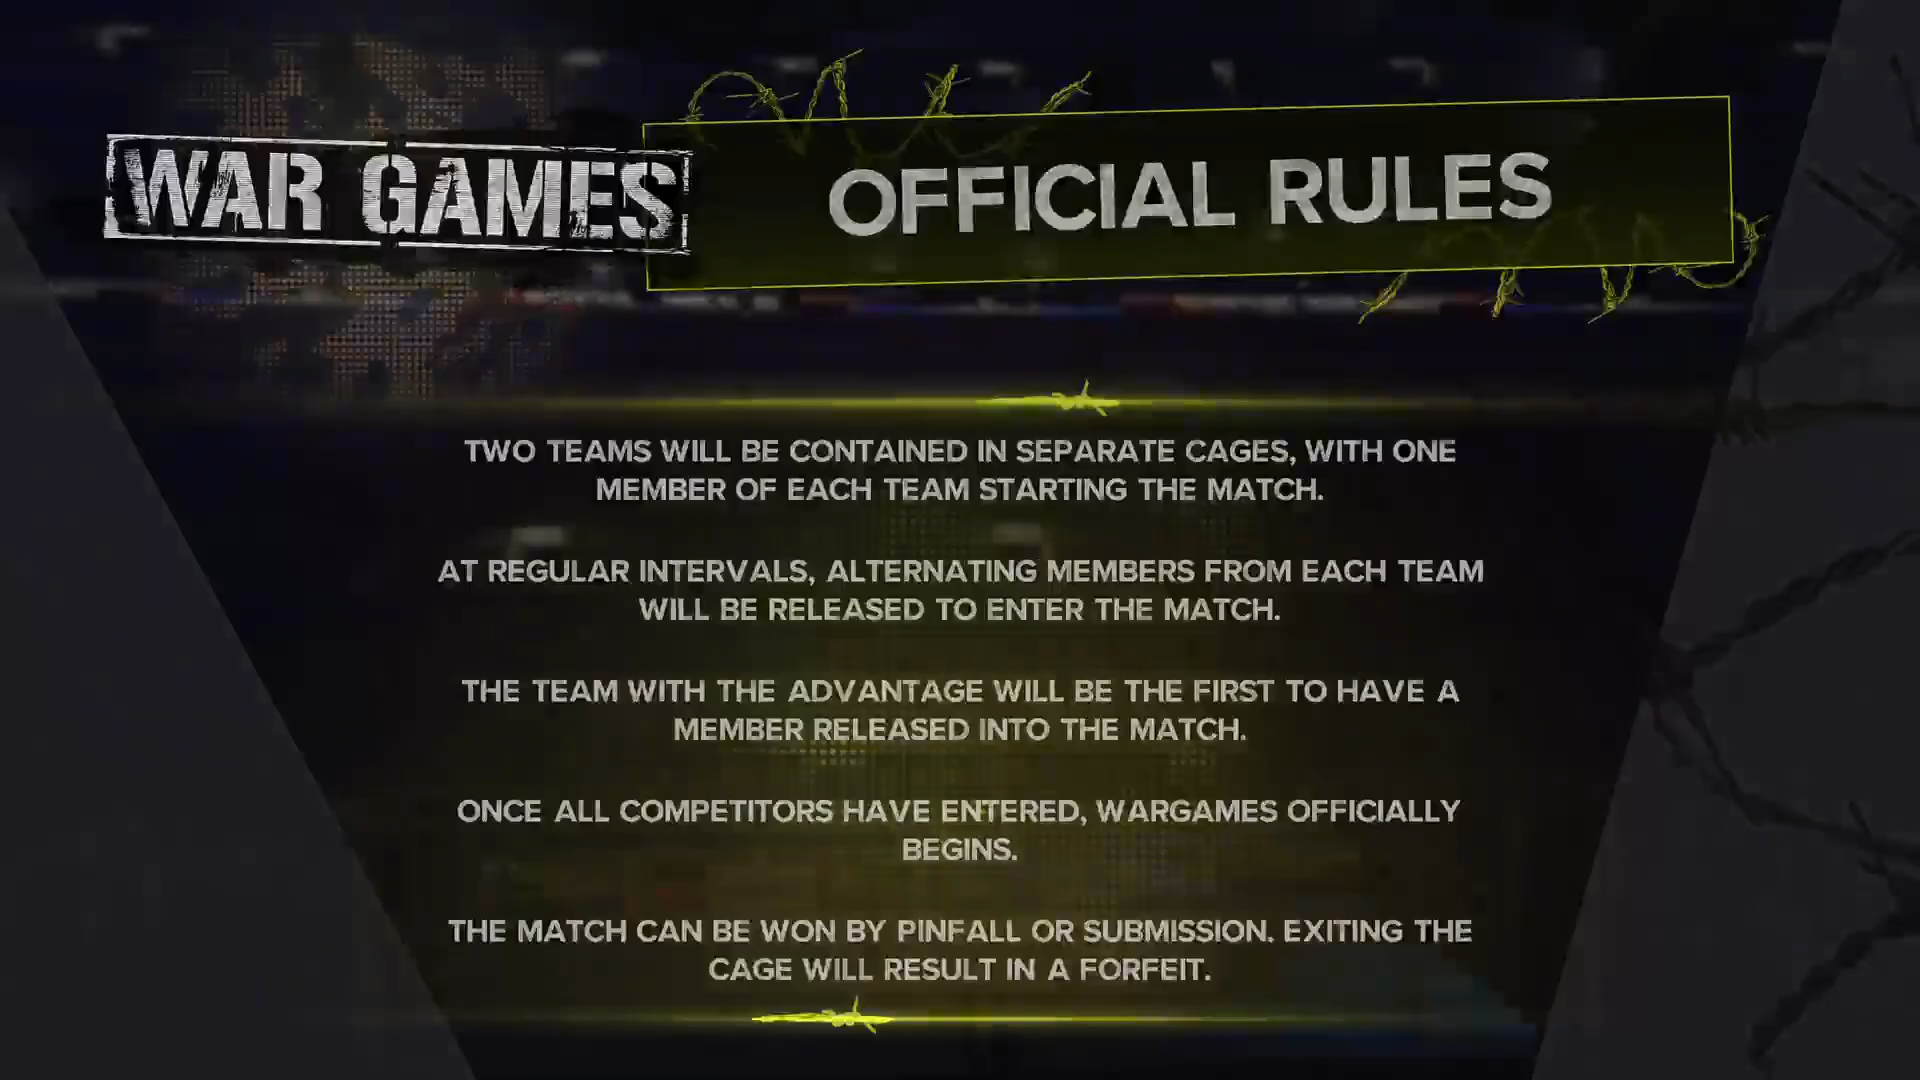 WAR GAMES
OFFICIAL RULES
TWO TEAMS WILL BE CONTAINED IN SEPARATE CAGES, WITH ONE
MEMBER OF EACH TEAM STARTING THE MATCH.
AT REGULAR INTERVALS, ALTERNATING MEMBERS FROM EACH TEAM
WILL BE RELEASED TO ENTER THE MATCH.
THE TEAM WITH THE ADVANTAGE WILL BE THE FIRST TO HAVE A
MEMBER RELEASED INTO THE MATCH.
ONCE ALL COMPETITORS HAVE ENTERED, WARGAMES OFFICIALLY
BEGINS.
THE MATCH CAN BE WON BY PINFALL OR SUBMISSION. EXITING THE
CAGE WILL RESULT IN A FORFEIT.